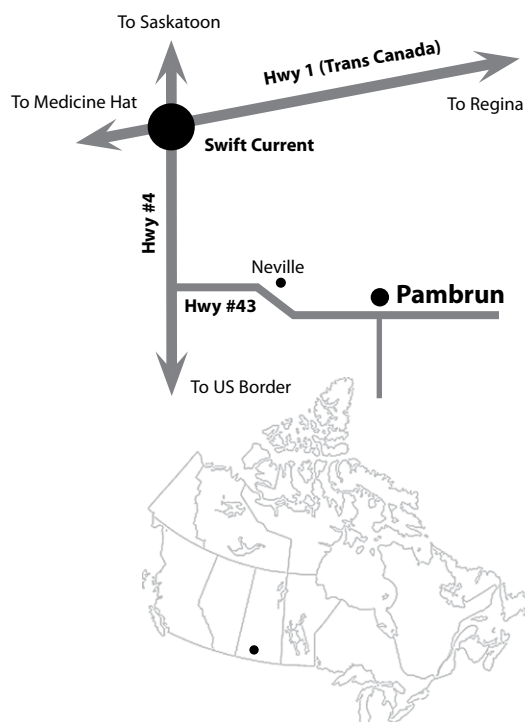 To Saskatoon
Hwy 1 (Trans Canada)
To Medicine Hat
To Regina
Swift Current
Hwy #4
Neville
Pambrun
Hwy #43
To US Border